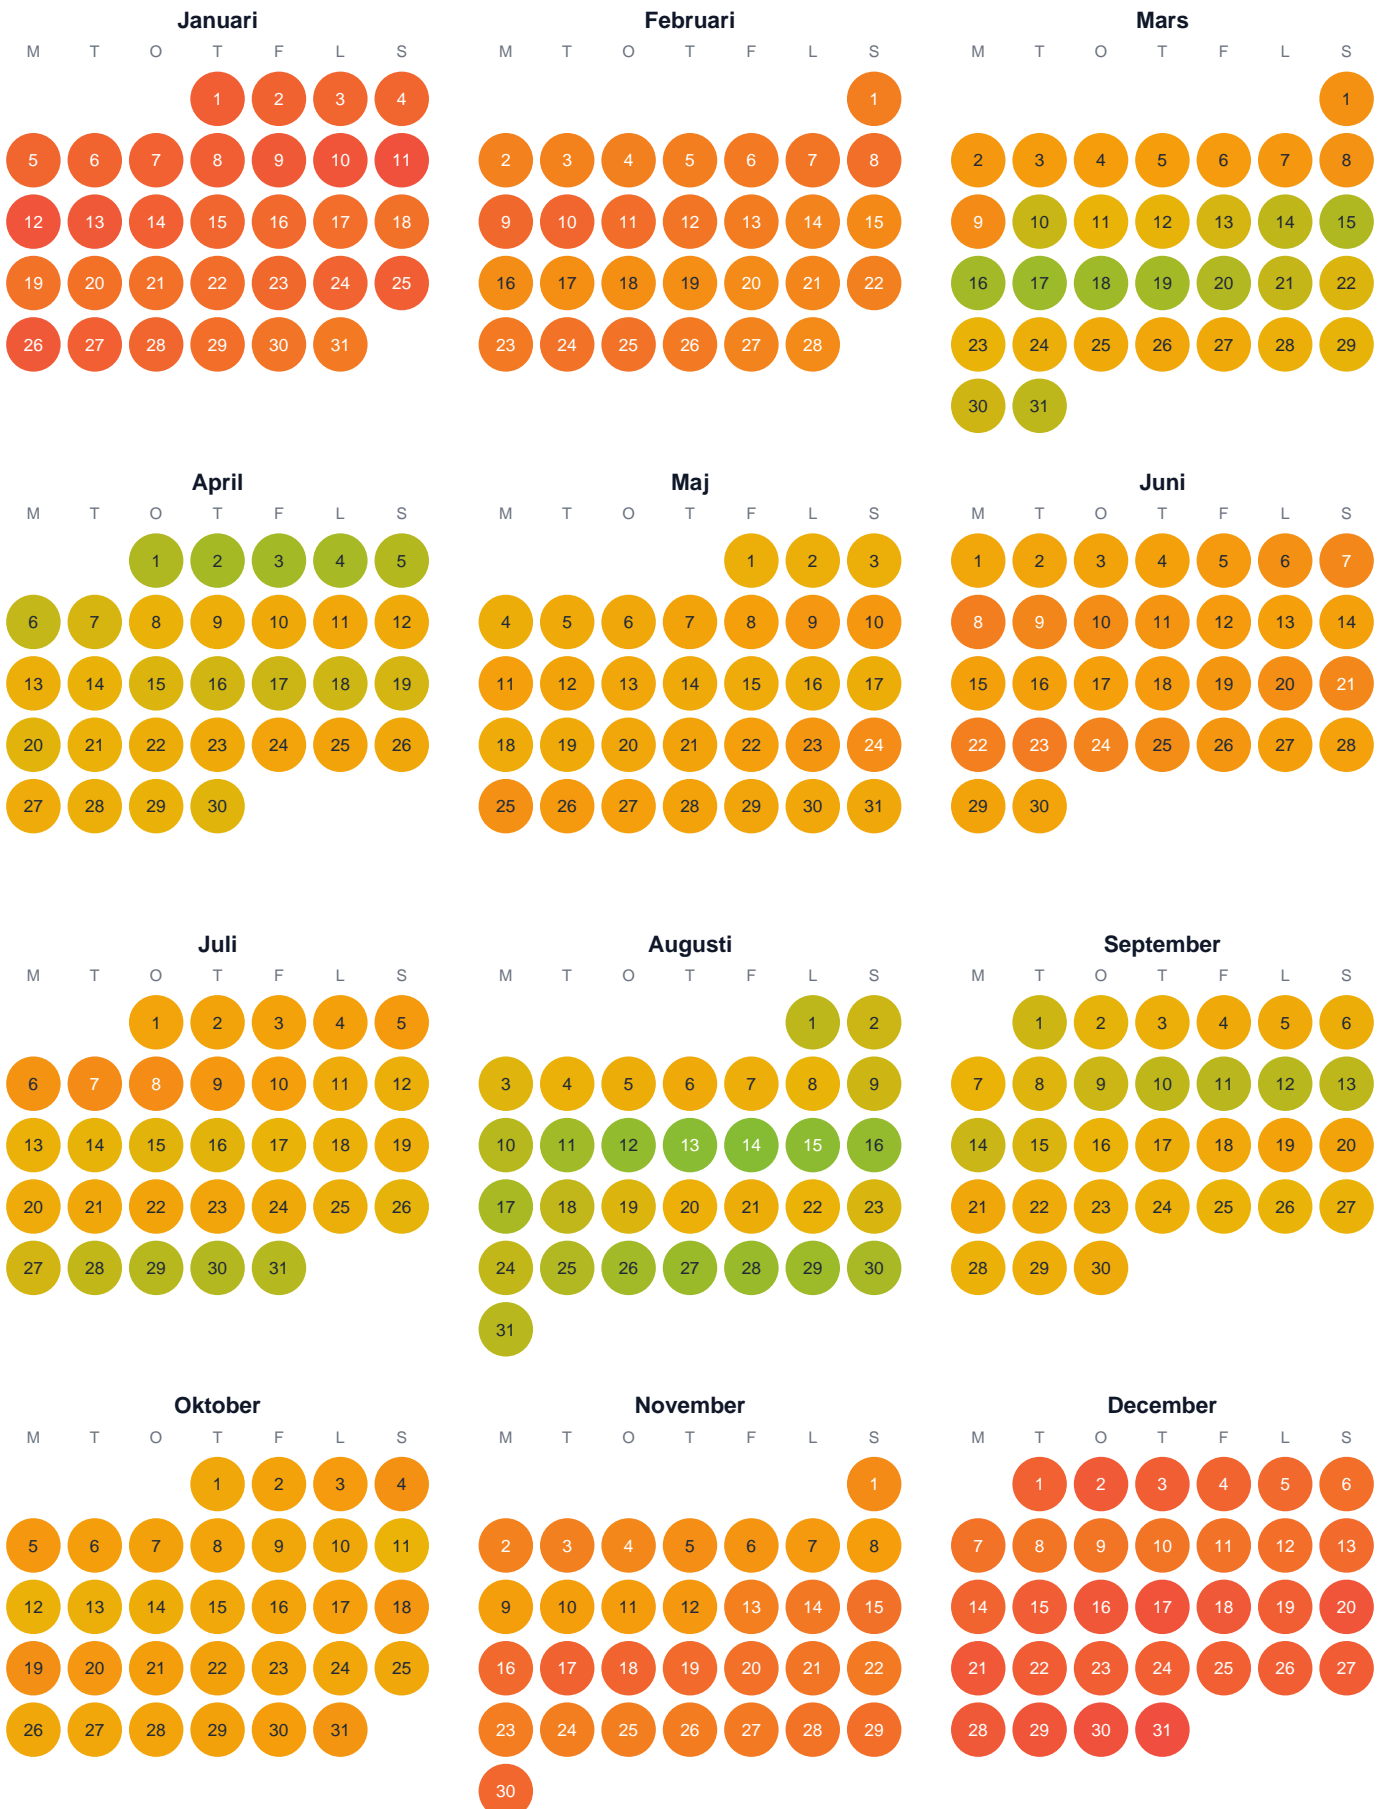 Januari
M T O T F L S
1 2 3 4
5 6 7 8 9 10 11
12 13 14 15 16 17 18
19 20 21 22 23 24 25
26 27 28 29 30 31
Februari
M T O T F L S
1
2 3 4 5 6 7 8
9 10 11 12 13 14 15
16 17 18 19 20 21 22
23 24 25 26 27 28
Mars
M T O T F L S
1
2 3 4 5 6 7 8
9 10 11 12 13 14 15
16 17 18 19 20 21 22
23 24 25 26 27 28 29
30 31
April
M T O T F L S
1 2 3 4 5
6 7 8 9 10 11 12
13 14 15 16 17 18 19
20 21 22 23 24 25 26
27 28 29 30
Maj
M T O T F L S
1 2 3
4 5 6 7 8 9 10
11 12 13 14 15 16 17
18 19 20 21 22 23 24
25 26 27 28 29 30 31
Juni
M T O T F L S
1 2 3 4 5 6 7
8 9 10 11 12 13 14
15 16 17 18 19 20 21
22 23 24 25 26 27 28
29 30
Juli
M T O T F L S
1 2 3 4 5
6 7 8 9 10 11 12
13 14 15 16 17 18 19
20 21 22 23 24 25 26
27 28 29 30 31
Augusti
M T O T F L S
1 2
3 4 5 6 7 8 9
10 11 12 13 14 15 16
17 18 19 20 21 22 23
24 25 26 27 28 29 30
31
September
M T O T F L S
1 2 3 4 5 6
7 8 9 10 11 12 13
14 15 16 17 18 19 20
21 22 23 24 25 26 27
28 29 30
Oktober
M T O T F L S
1 2 3 4
5 6 7 8 9 10 11
12 13 14 15 16 17 18
19 20 21 22 23 24 25
26 27 28 29 30 31
November
M T O T F L S
1
2 3 4 5 6 7 8
9 10 11 12 13 14 15
16 17 18 19 20 21 22
23 24 25 26 27 28 29
30
December
M T O T F L S
1 2 3 4 5 6
7 8 9 10 11 12 13
14 15 16 17 18 19 20
21 22 23 24 25 26 27
28 29 30 31